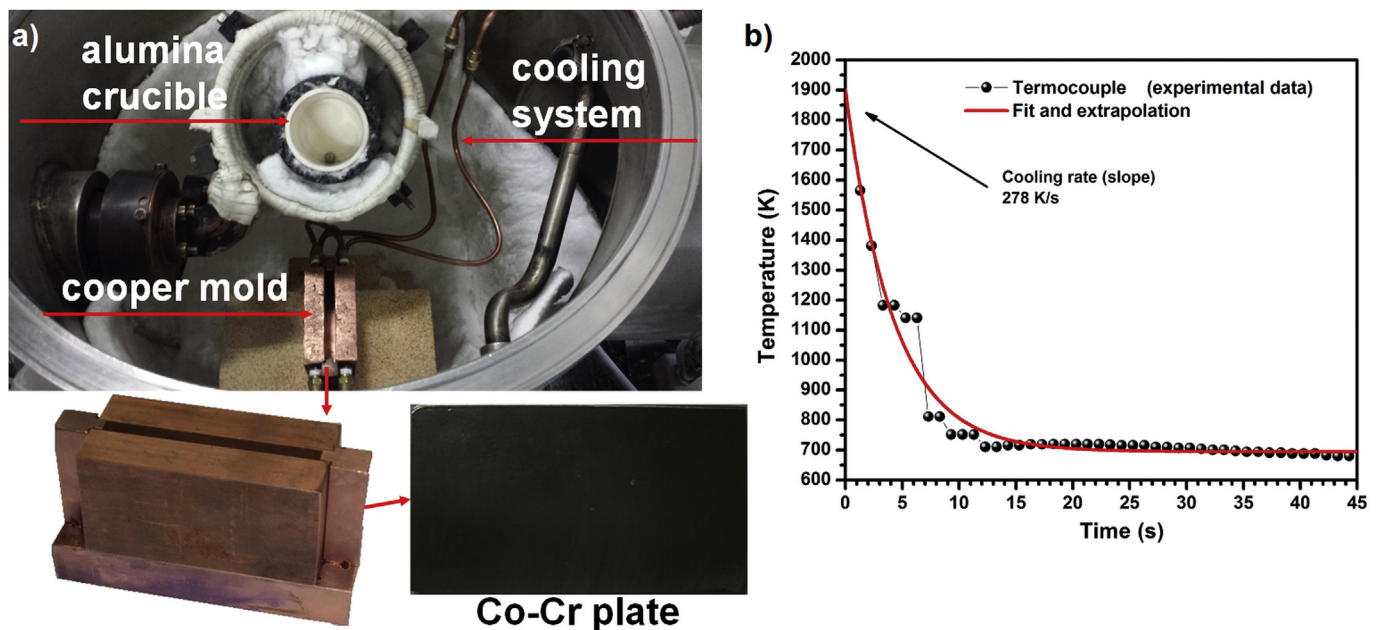 a)
alumina
crucible
cooling
system
cooper mold
Co-Cr plate
b)
Temperature (K)
2000
1900
1800
1700
1600
1500
1400
1300
1200
1100
1000
900
800
700
600
Termocouple (experimental data)
Fit and extrapolation
Cooling rate (slope)
278 K/s
0 5 10 15 20 25 30 35 40 45
Time (s)